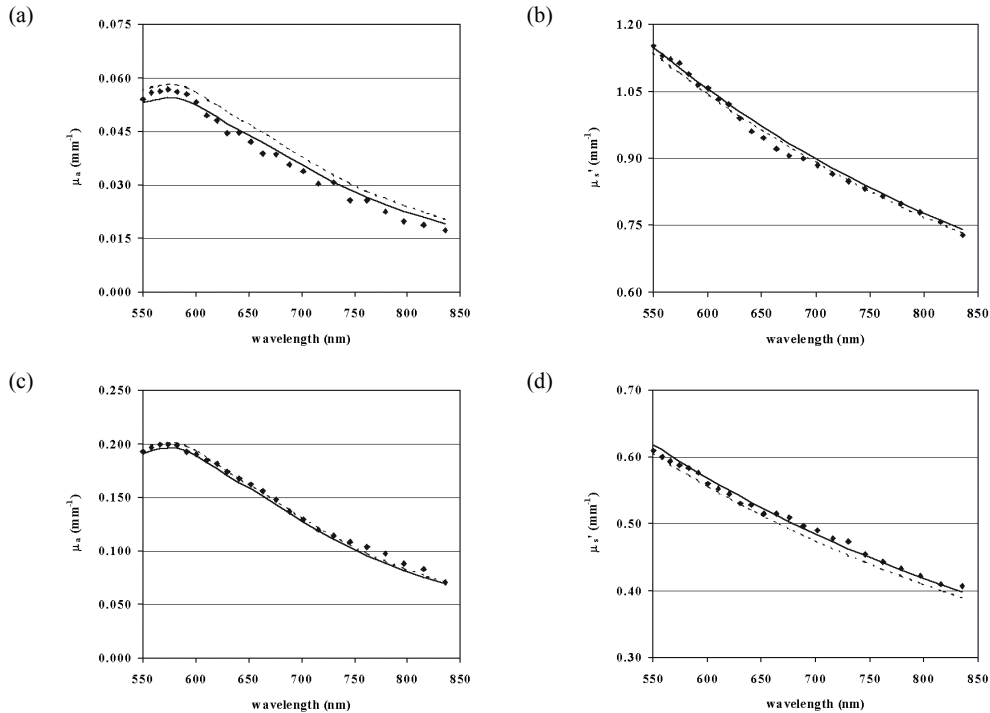 (a)
0.075
0.060
0.045
0.030
0.015
0.000
μa (mm-1)
550 600 650 700 750 800 850
wavelength (nm)
(b)
1.20
1.05
0.90
0.75
0.60
μs' (mm-1)
550 600 650 700 750 800 850
wavelength (nm)
(c)
0.250
0.200
0.150
0.100
0.050
0.000
μa (mm-1)
550 600 650 700 750 800 850
wavelength (nm)
(d)
0.70
0.60
0.50
0.40
0.30
μs' (mm-1)
550 600 650 700 750 800 850
wavelength (nm)